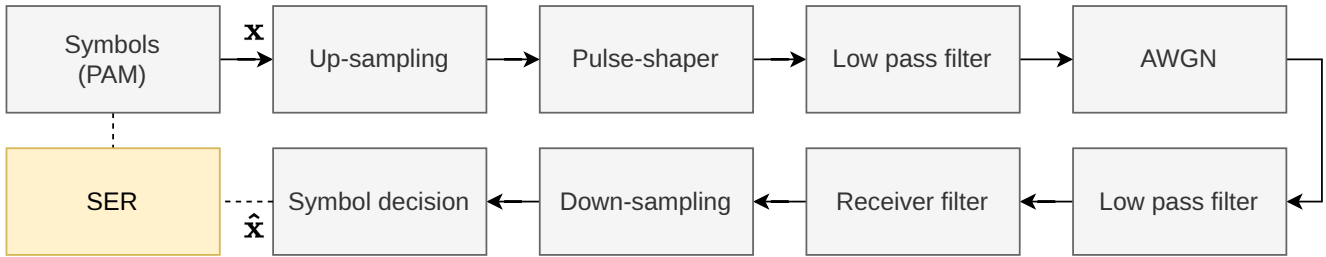 Symbols
(PAM)
x
Up-sampling
Pulse-shaper
Low pass filter
AWGN
SER
x̂
Symbol decision
Down-sampling
Receiver filter
Low pass filter